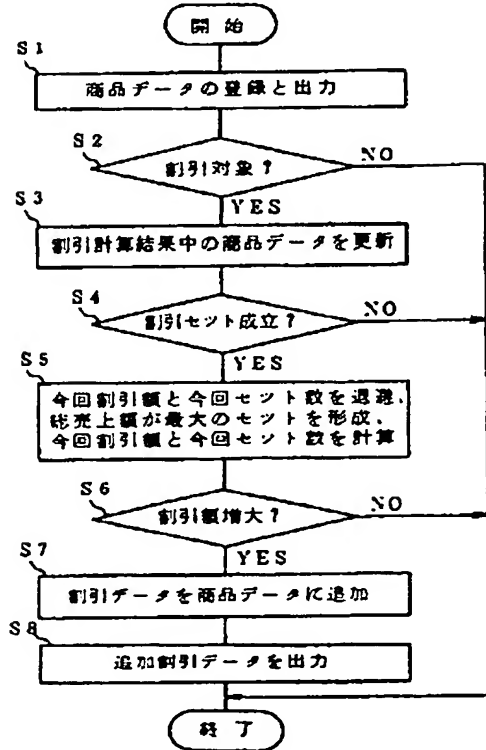 開始
S1
商品データの登録と出力
S2
割引対象?
NO
YES
S3
割引計算結果中の商品データを更新
S4
割引セット成立?
NO
YES
S5
今回割引額と今回セット数を退避、
総売上額が最大のセットを形成、
今回割引額と今回セット数を計算
S6
割引額増大?
NO
YES
S7
割引データを商品データに追加
S8
追加割引データを出力
終了